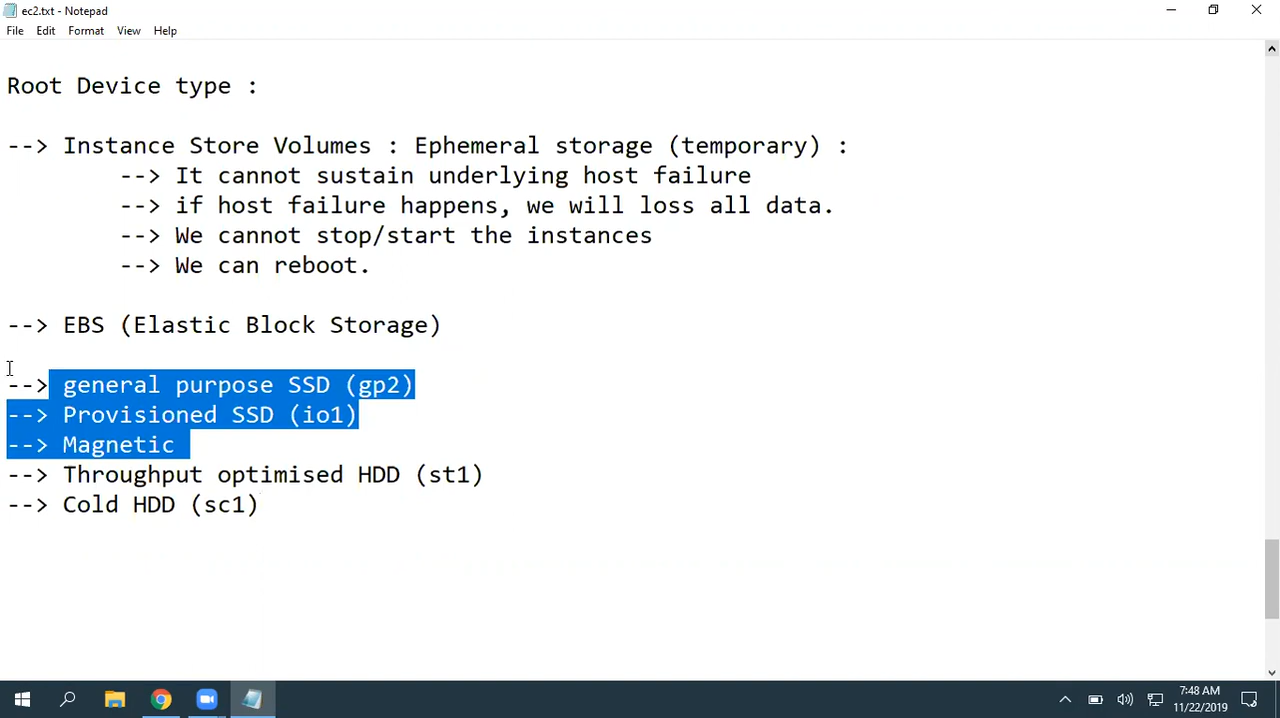 ec2.txt - Notepad
File Edit Format View Help
Root Device type :
--> Instance Store Volumes : Ephemeral storage (temporary) :
--> It cannot sustain underlying host failure
--> if host failure happens, we will loss all data.
--> We cannot stop/start the instances
--> We can reboot.
--> EBS (Elastic Block Storage)
--> general purpose SSD (gp2)
--> Provisioned SSD (io1)
--> Magnetic
--> Throughput optimised HDD (st1)
--> Cold HDD (sc1)
7:48 AM
11/22/2019